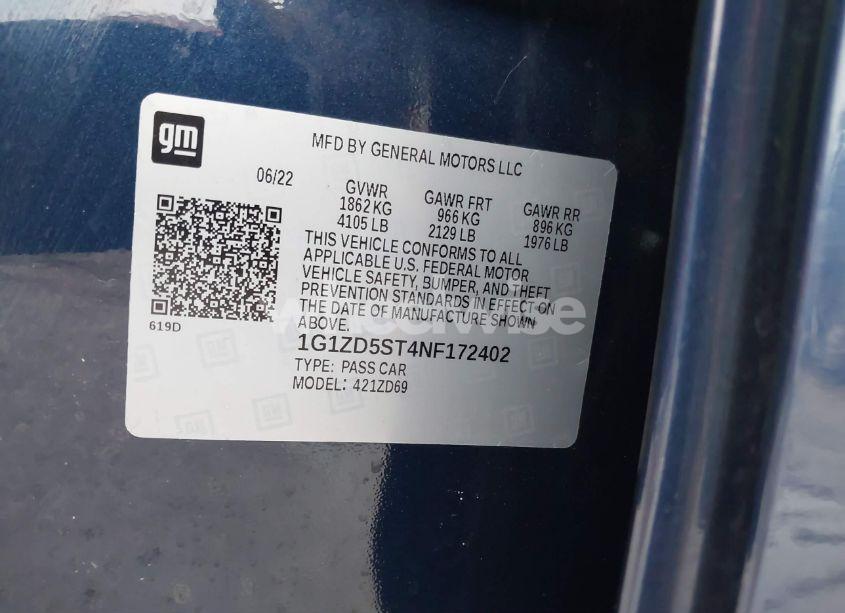 gm
MFD BY GENERAL MOTORS LLC
06/22
GVWR
1862 KG
4105 LB
GAWR FRT
966 KG
2129 LB
GAWR RR
896 KG
1976 LB
THIS VEHICLE CONFORMS TO ALL
APPLICABLE U.S. FEDERAL MOTOR
VEHICLE SAFETY, BUMPER, AND THEFT
PREVENTION STANDARDS IN EFFECT ON
THE DATE OF MANUFACTURE SHOWN
ABOVE.
619D
1G1ZD5ST4NF172402
TYPE: PASS CAR
MODEL: 421ZD69